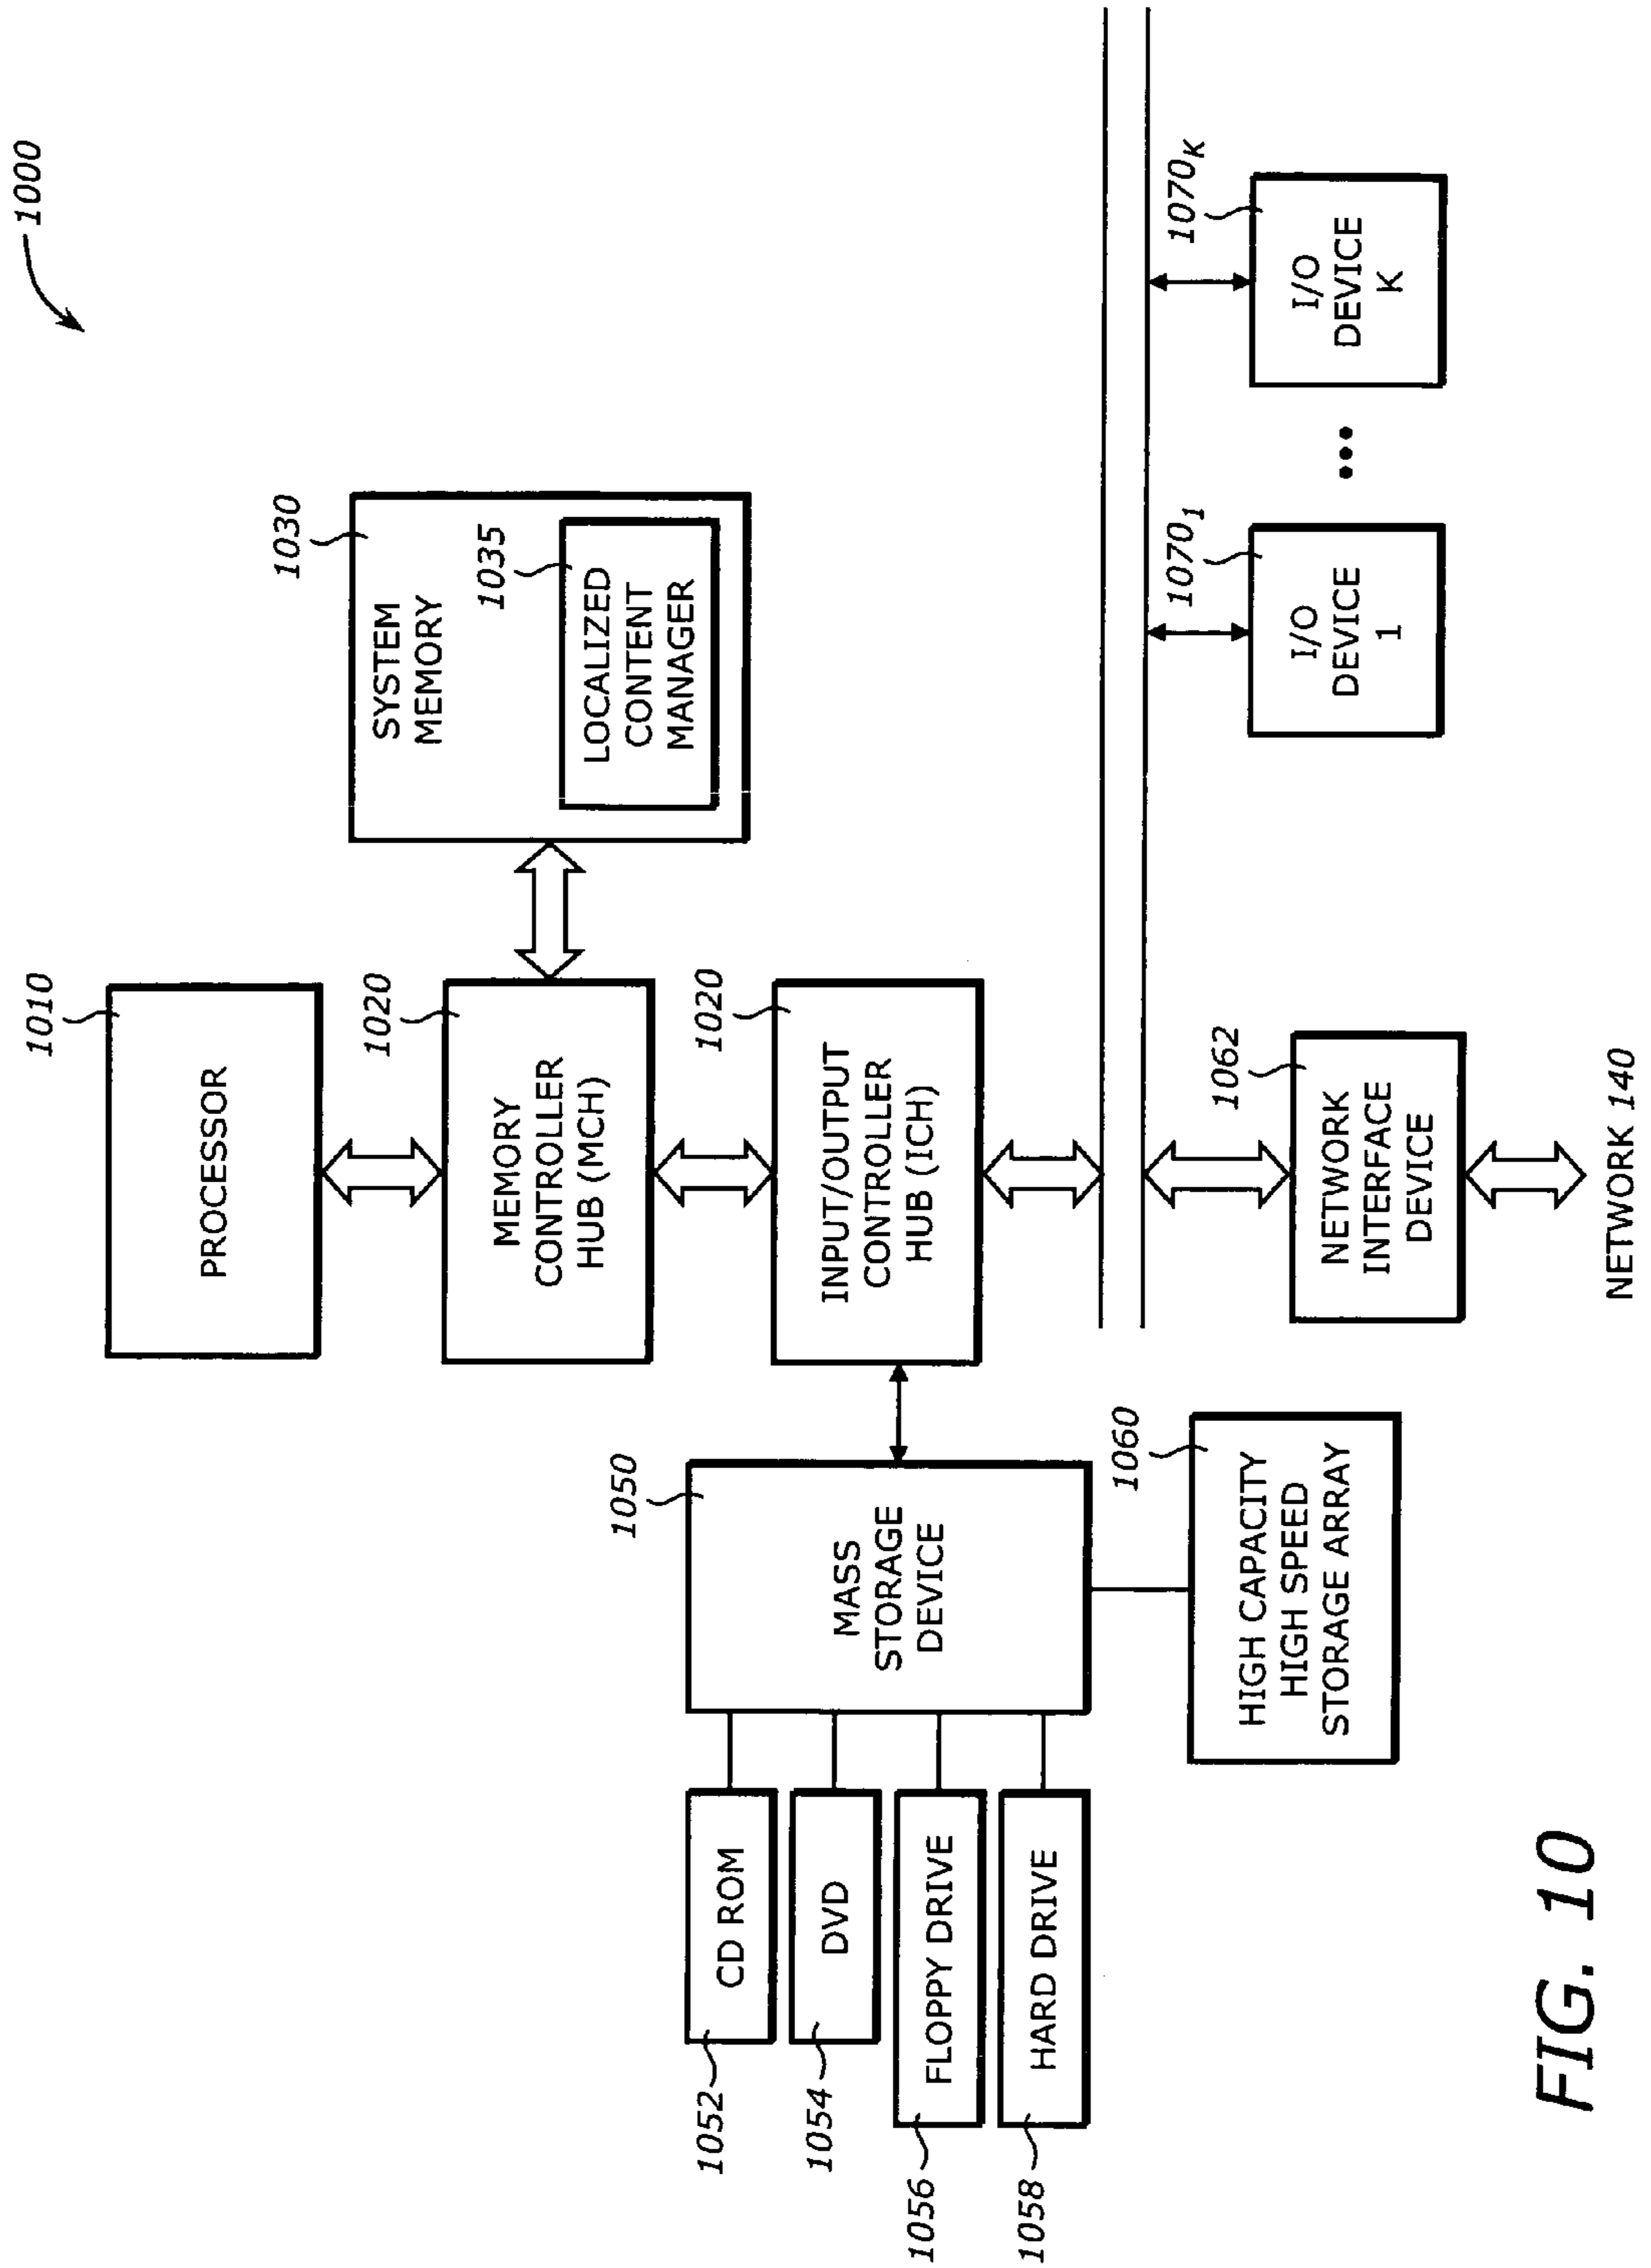 1000
1010
PROCESSOR
1020
MEMORY
CONTROLLER
HUB (MCH)
1030
SYSTEM
MEMORY
1035
LOCALIZED
CONTENT
MANAGER
1020
INPUT/OUTPUT
CONTROLLER
HUB (ICH)
1050
MASS
STORAGE
DEVICE
1052
CD ROM
1054
DVD
1056
FLOPPY DRIVE
1058
HARD DRIVE
1060
HIGH CAPACITY
HIGH SPEED
STORAGE ARRAY
1062
NETWORK
INTERFACE
DEVICE
NETWORK 140
1070₁
I/O
DEVICE
1
•••
1070ₖ
I/O
DEVICE
K
FIG. 10